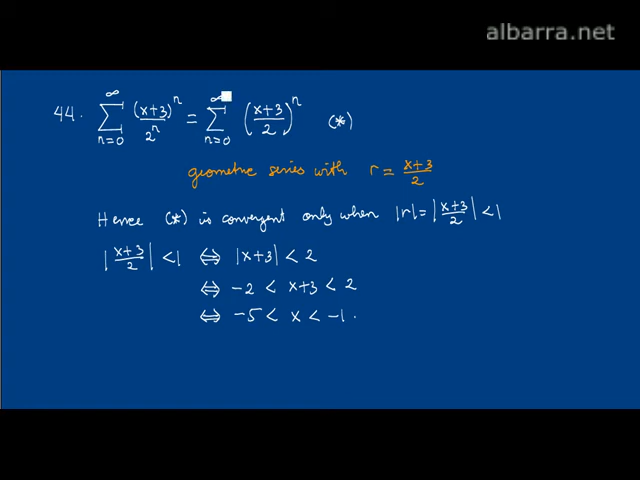 albarra.net
44. ∑_{n=0}^{∞} (x+3)^n / 2^n = ∑_{n=0}^{∞} ((x+3)/2)^n (*)
geometric series with r = (x+3)/2
Hence (*) is convergent only when |r| = |(x+3)/2| < 1
|(x+3)/2| < 1 ⇔ |x+3| < 2
⇔ -2 < x+3 < 2
⇔ -5 < x < -1.